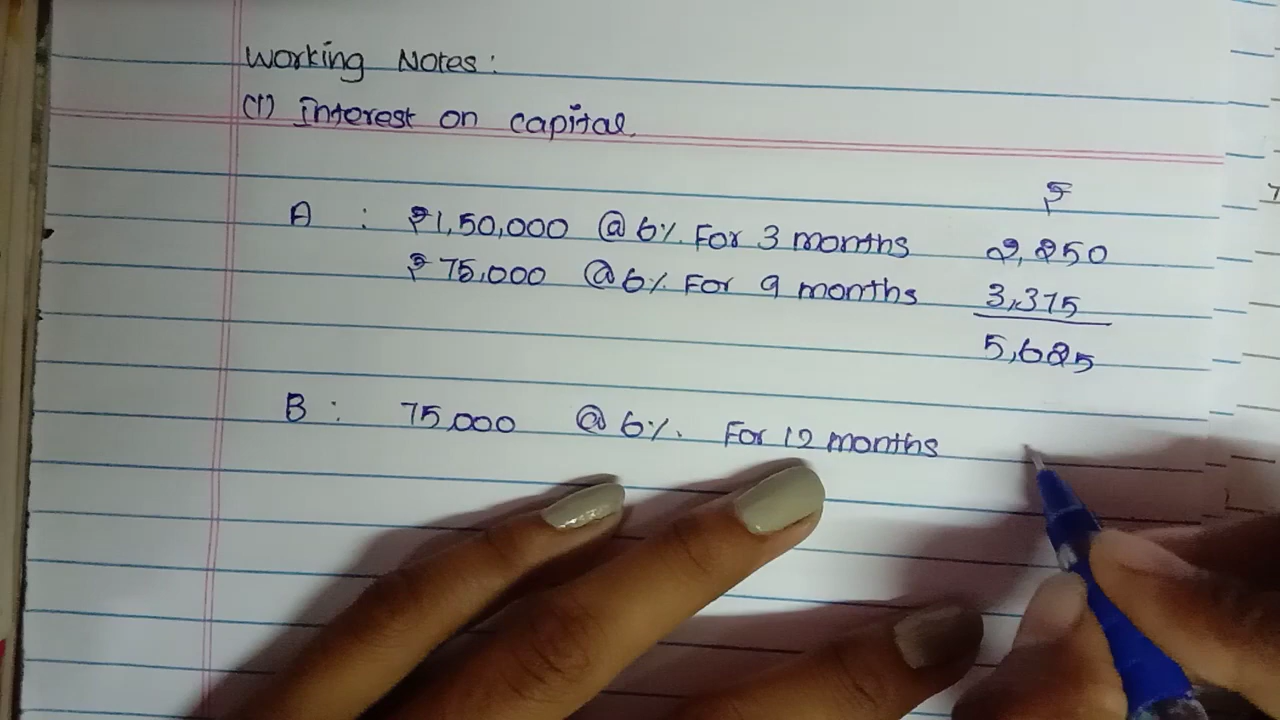 Working Notes:
(1) Interest on capital.
₹
A : ₹1,50,000 @ 6%. For 3 months 2,250
₹75,000 @ 6%. For 9 months 3,375
5,625
B : 75,000 @ 6%. For 12 months